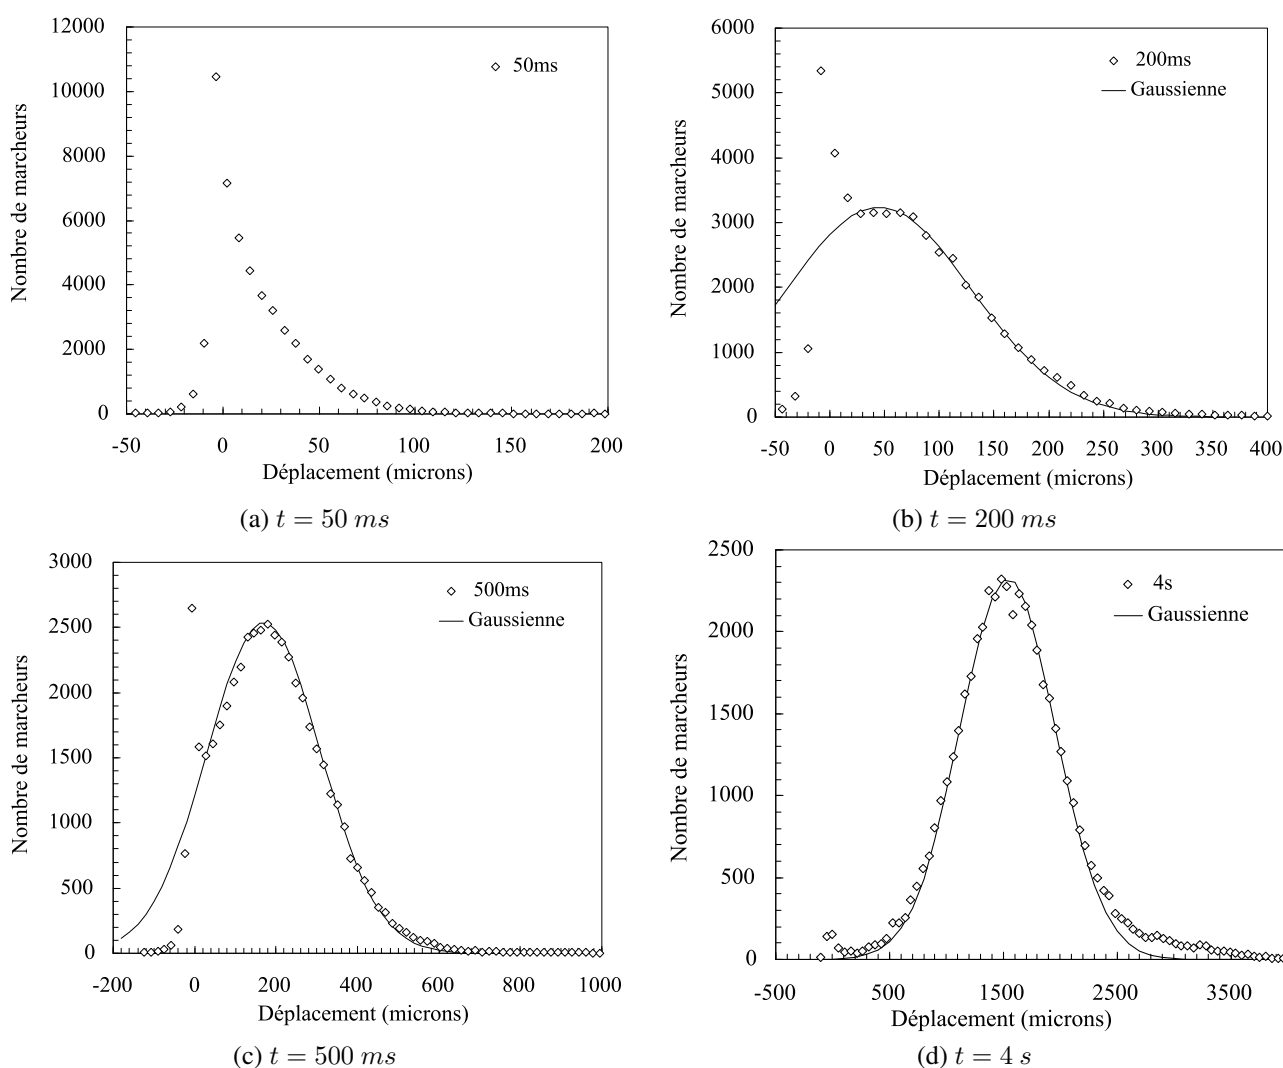 12000
10000
8000
6000
4000
2000
0
-50 0 50 100 150 200
Nombre de marcheurs
Déplacement (microns)
50ms
(a) t = 50 ms
6000
5000
4000
3000
2000
1000
0
-50 0 50 100 150 200 250 300 350 400
Nombre de marcheurs
Déplacement (microns)
200ms
Gaussienne
(b) t = 200 ms
3000
2500
2000
1500
1000
500
0
-200 0 200 400 600 800 1000
Nombre de marcheurs
Déplacement (microns)
500ms
Gaussienne
(c) t = 500 ms
2500
2000
1500
1000
500
0
-500 500 1500 2500 3500
Nombre de marcheurs
Déplacement (microns)
4s
Gaussienne
(d) t = 4 s